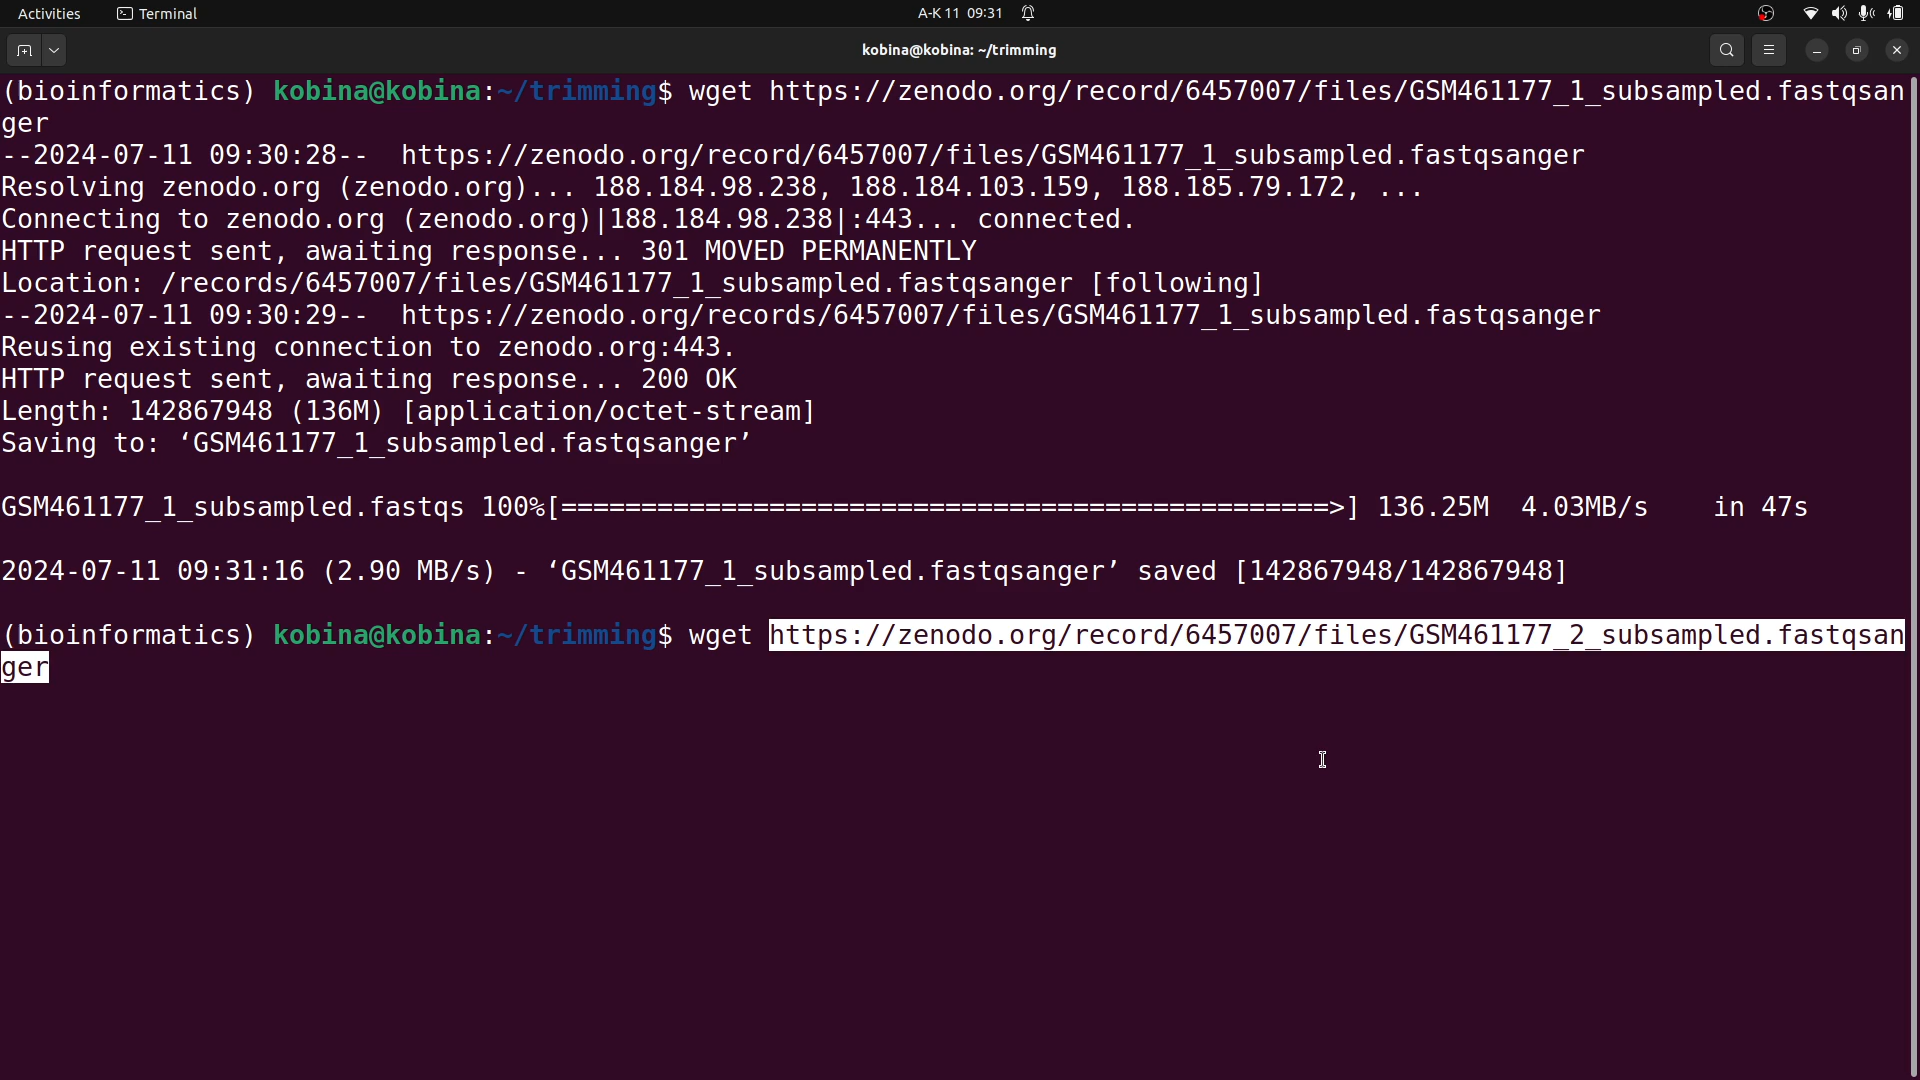 Activities Terminal A-K 11 09:31
kobina@kobina: ~/trimming
(bioinformatics) kobina@kobina:~/trimming$ wget https://zenodo.org/record/6457007/files/GSM461177_1_subsampled.fastqsan
ger
--2024-07-11 09:30:28--  https://zenodo.org/record/6457007/files/GSM461177_1_subsampled.fastqsanger
Resolving zenodo.org (zenodo.org)... 188.184.98.238, 188.184.103.159, 188.185.79.172, ...
Connecting to zenodo.org (zenodo.org)|188.184.98.238|:443... connected.
HTTP request sent, awaiting response... 301 MOVED PERMANENTLY
Location: /records/6457007/files/GSM461177_1_subsampled.fastqsanger [following]
--2024-07-11 09:30:29--  https://zenodo.org/records/6457007/files/GSM461177_1_subsampled.fastqsanger
Reusing existing connection to zenodo.org:443.
HTTP request sent, awaiting response... 200 OK
Length: 142867948 (136M) [application/octet-stream]
Saving to: ‘GSM461177_1_subsampled.fastqsanger’
GSM461177_1_subsampled.fastqs 100%[================================================>] 136.25M  4.03MB/s    in 47s
2024-07-11 09:31:16 (2.90 MB/s) - ‘GSM461177_1_subsampled.fastqsanger’ saved [142867948/142867948]
(bioinformatics) kobina@kobina:~/trimming$ wget https://zenodo.org/record/6457007/files/GSM461177_2_subsampled.fastqsan
ger